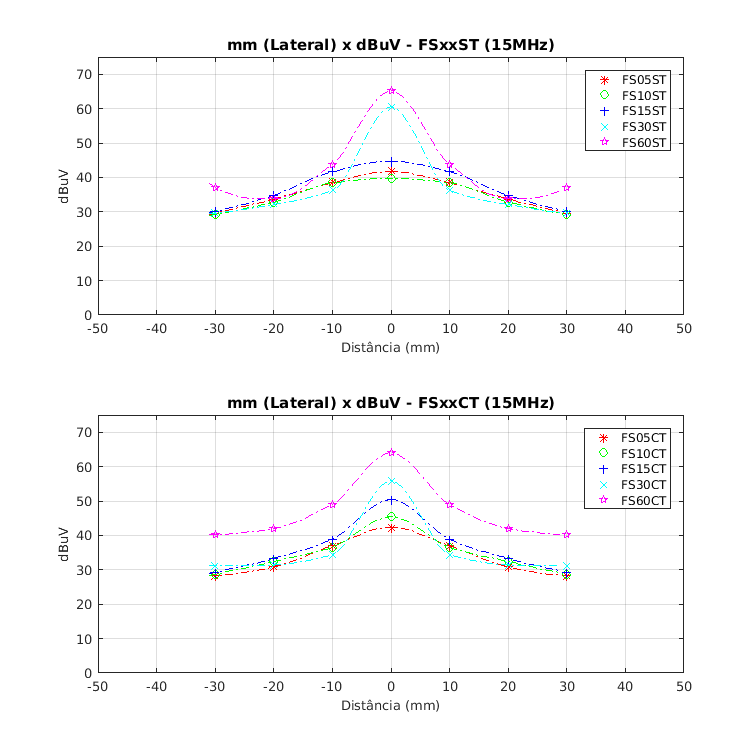 mm (Lateral) x dBuV - FSxxST (15MHz)
70
60
50
40
30
20
10
0
dBuV
-50 -40 -30 -20 -10 0 10 20 30 40 50
Distância (mm)
FS05ST
FS10ST
FS15ST
FS30ST
FS60ST
mm (Lateral) x dBuV - FSxxCT (15MHz)
70
60
50
40
30
20
10
0
dBuV
-50 -40 -30 -20 -10 0 10 20 30 40 50
Distância (mm)
FS05CT
FS10CT
FS15CT
FS30CT
FS60CT